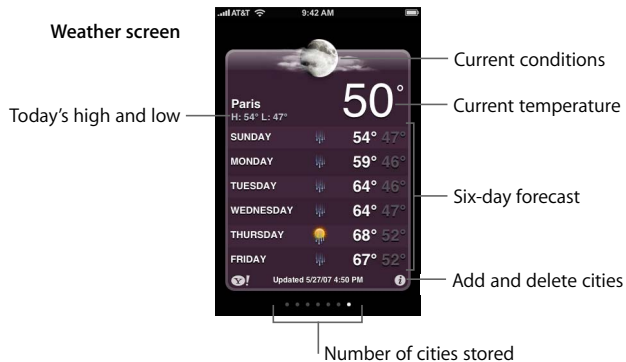 AT&T 9:42 AM
Weather screen
Current conditions
Paris
50°
Current temperature
Today's high and low
H: 54° L: 47°
SUNDAY 54° 47°
MONDAY 59° 46°
TUESDAY 64° 46°
Six-day forecast
WEDNESDAY 64° 47°
THURSDAY 68° 52°
FRIDAY 67° 52°
Y! Updated 5/27/07 4:50 PM i
Add and delete cities
Number of cities stored